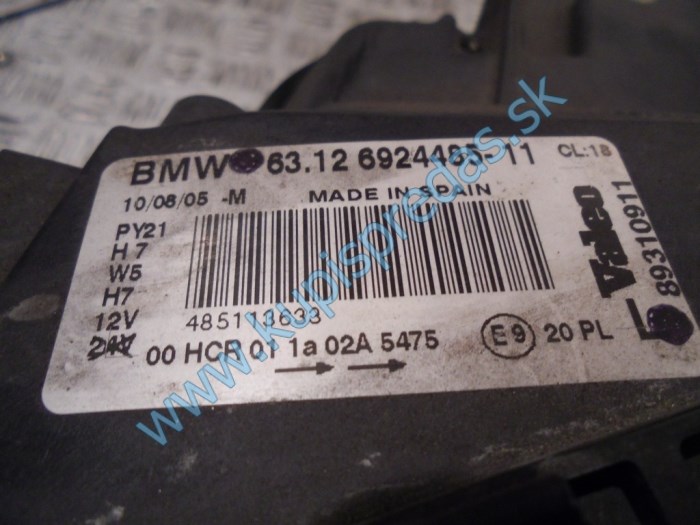 BMW 63.12 6924485-11 CL:18
10/08/05 -M MADE IN SPAIN
PY21
H7
W5
H7
12V
485113633
00 HCR 01 1a 02A 5475 E9 20 PL
Valeo
89310911
L
www.kupispredas.sk